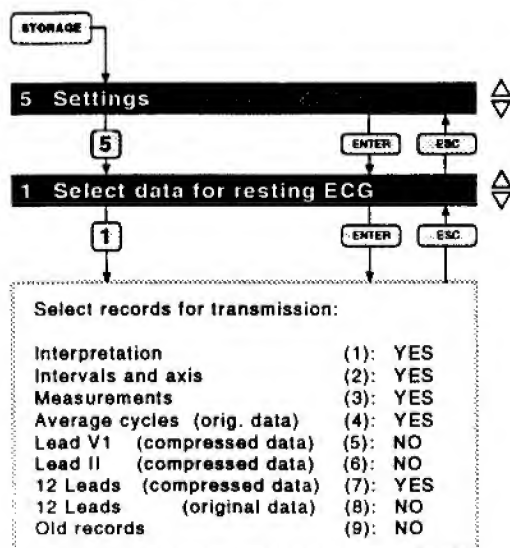 STORAGE
5 Settings
5 ENTER ESC
1 Select data for resting ECG
1 ENTER ESC
Select records for transmission:
Interpretation (1): YES
Intervals and axis (2): YES
Measurements (3): YES
Average cycles (orig. data) (4): YES
Lead V1 (compressed data) (5): NO
Lead II (compressed data) (6): NO
12 Leads (compressed data) (7): YES
12 Leads (original data) (8): NO
Old records (9): NO